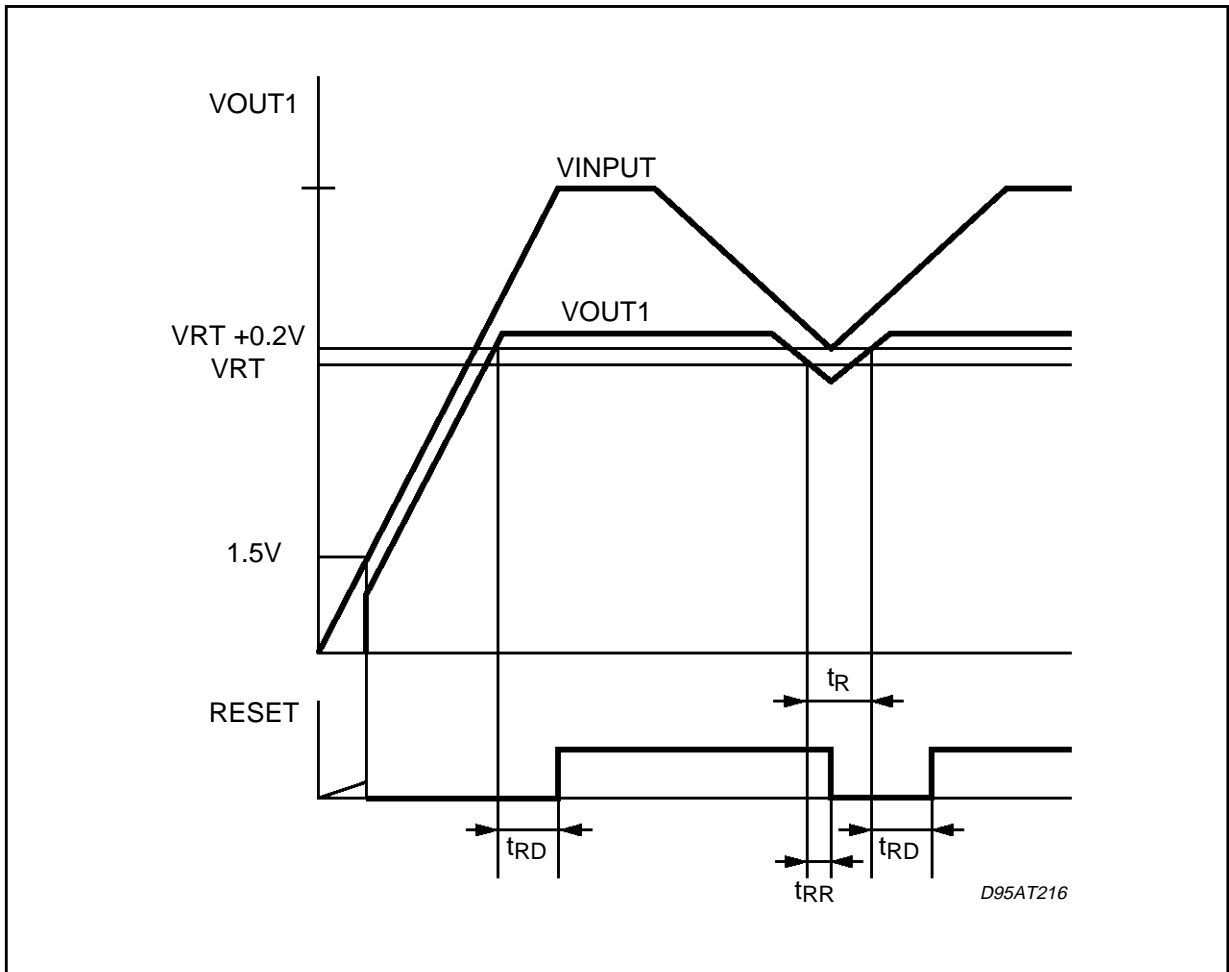 VOUT1
VINPUT
VOUT1
VRT +0.2V
VRT
1.5V
tR
RESET
tRD
tRR
tRD
D95AT216